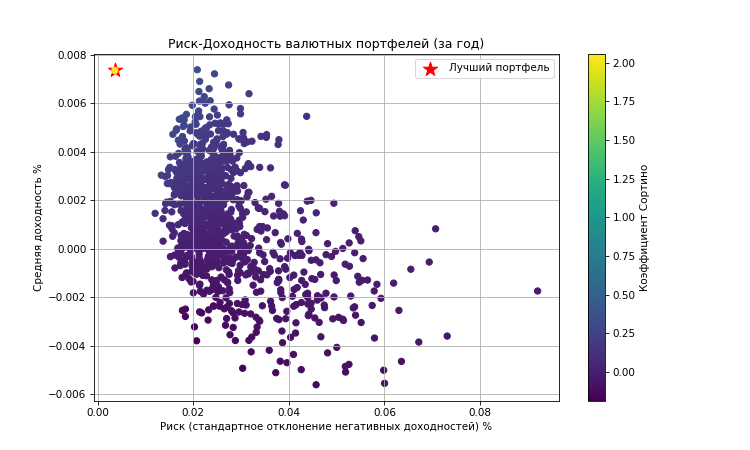 Риск-Доходность валютных портфелей (за год)
Лучший портфель
0.008
0.006
0.004
0.002
0.000
−0.002
−0.004
−0.006
Средняя доходность %
0.00 0.02 0.04 0.06 0.08
Риск (стандартное отклонение негативных доходностей) %
2.00
1.75
1.50
1.25
1.00
0.75
0.50
0.25
0.00
Коэффициент Сортино